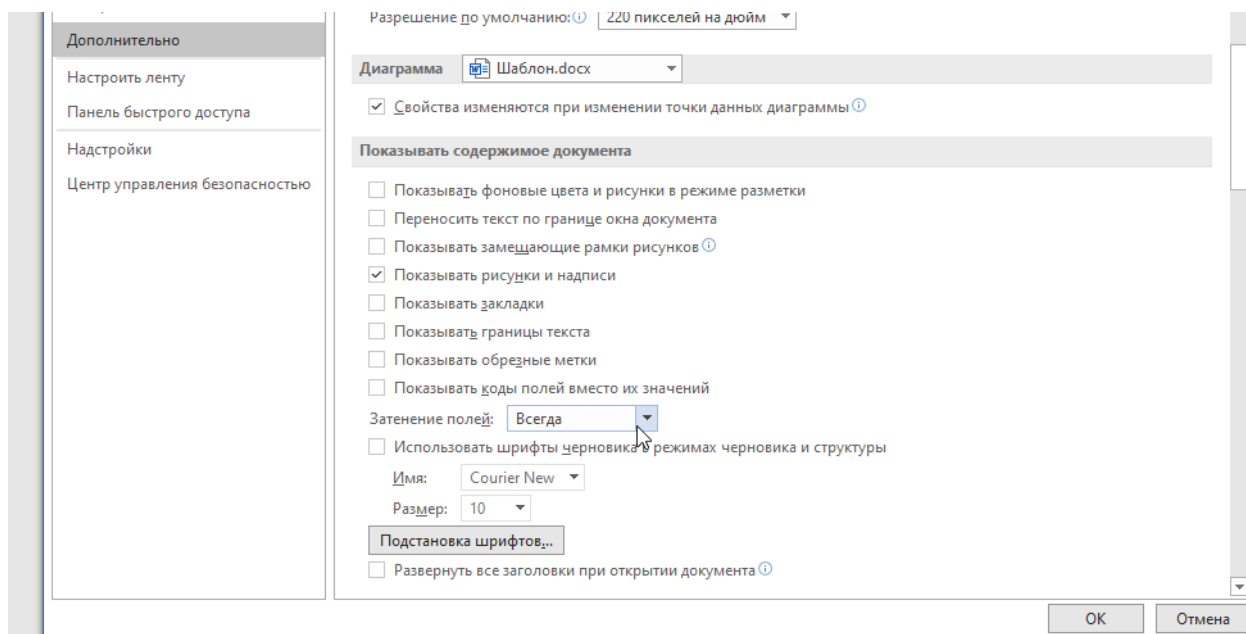 Дополнительно
Настроить ленту
Панель быстрого доступа
Надстройки
Центр управления безопасностью
Разрешение по умолчанию: 220 пикселей на дюйм
Диаграмма Шаблон.docx
Свойства изменяются при изменении точки данных диаграммы
Показывать содержимое документа
Показывать фоновые цвета и рисунки в режиме разметки
Переносить текст по границе окна документа
Показывать замещающие рамки рисунков
Показывать рисунки и надписи
Показывать закладки
Показывать границы текста
Показывать обрезные метки
Показывать коды полей вместо их значений
Затенение полей: Всегда
Использовать шрифты черновика в режимах черновика и структуры
Имя: Courier New
Размер: 10
Подстановка шрифтов...
Развернуть все заголовки при открытии документа
ОК Отмена